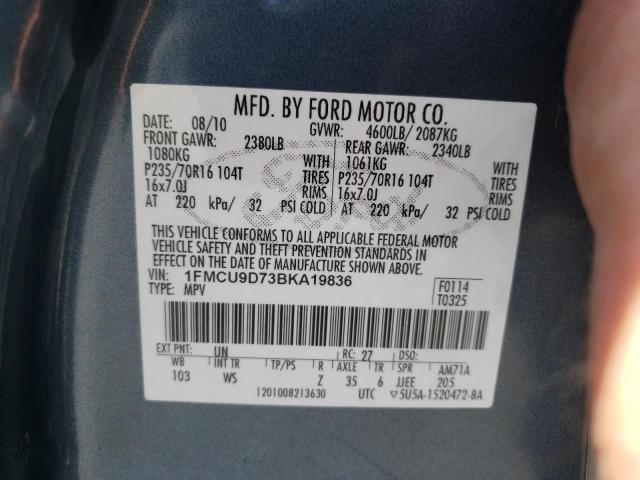 MFD. BY FORD MOTOR CO.
DATE: 08/10 GVWR: 4600LB/ 2087KG
FRONT GAWR: 2380LB REAR GAWR: 2340LB
1080KG WITH 1061KG WITH
P235/70R16 104T TIRES P235/70R16 104T TIRES
16x7.0J RIMS 16x7.0J RIMS
AT 220 kPa/ 32 PSI COLD AT 220 kPa/ 32 PSI COLD
THIS VEHICLE CONFORMS TO ALL APPLICABLE FEDERAL MOTOR
VEHICLE SAFETY AND THEFT PREVENTION STANDARDS IN
EFFECT ON THE DATE OF MANUFACTURE SHOWN ABOVE.
VIN: 1FMCU9D73BKA19836 F0114
TYPE: MPV T0325
EXT PNT: UN RC: 27 DSO:
WB INT TR TP/PS R AXLE TR SPR AM71A
103 WS Z 35 6 JJEE 205
1201008213630 UTC ▽5U5A-1520472-BA